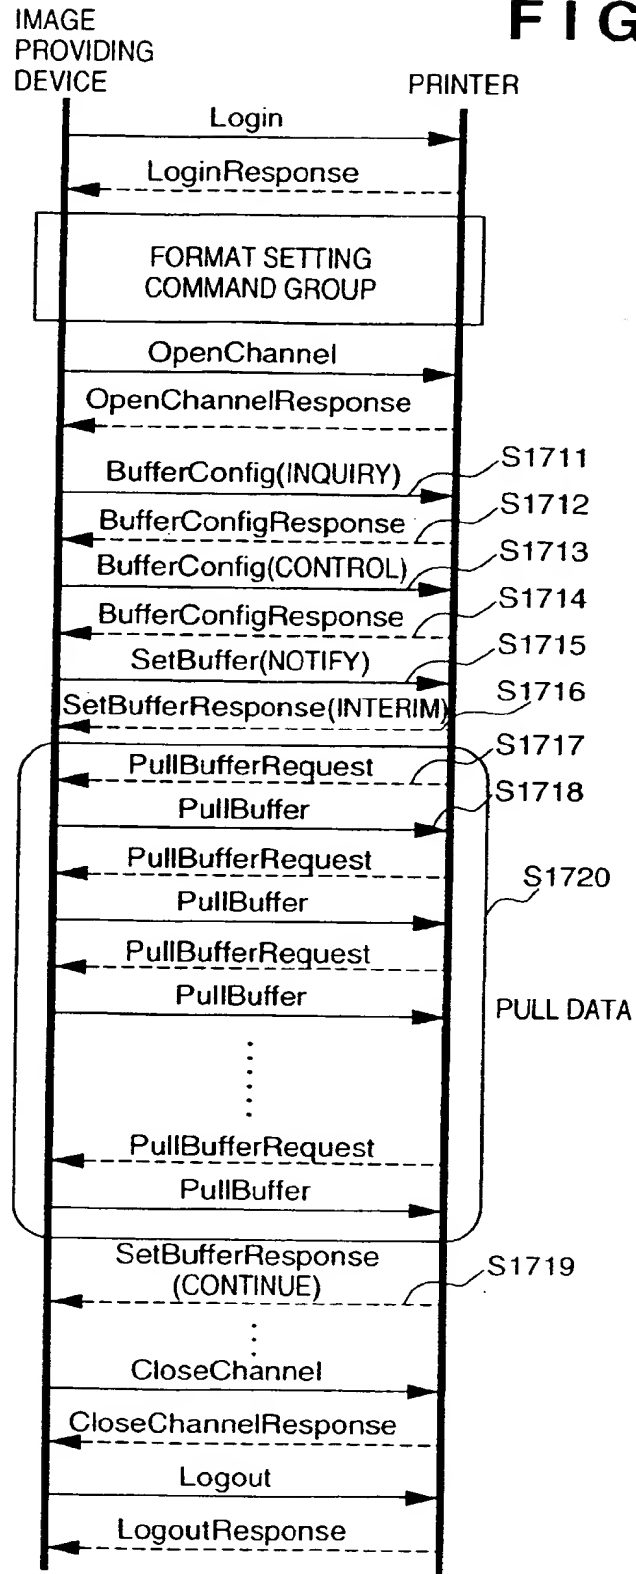 FIG
IMAGE
PROVIDING
DEVICE
PRINTER
Login
LoginResponse
FORMAT SETTING
COMMAND GROUP
OpenChannel
OpenChannelResponse
BufferConfig(INQUIRY)
S1711
BufferConfigResponse
S1712
BufferConfig(CONTROL)
S1713
BufferConfigResponse
S1714
SetBuffer(NOTIFY)
S1715
SetBufferResponse(INTERIM)
S1716
PullBufferRequest
S1717
PullBuffer
S1718
PullBufferRequest
S1720
PullBuffer
PullBufferRequest
PullBuffer
PULL DATA
PullBufferRequest
PullBuffer
SetBufferResponse
(CONTINUE)
S1719
CloseChannel
CloseChannelResponse
Logout
LogoutResponse